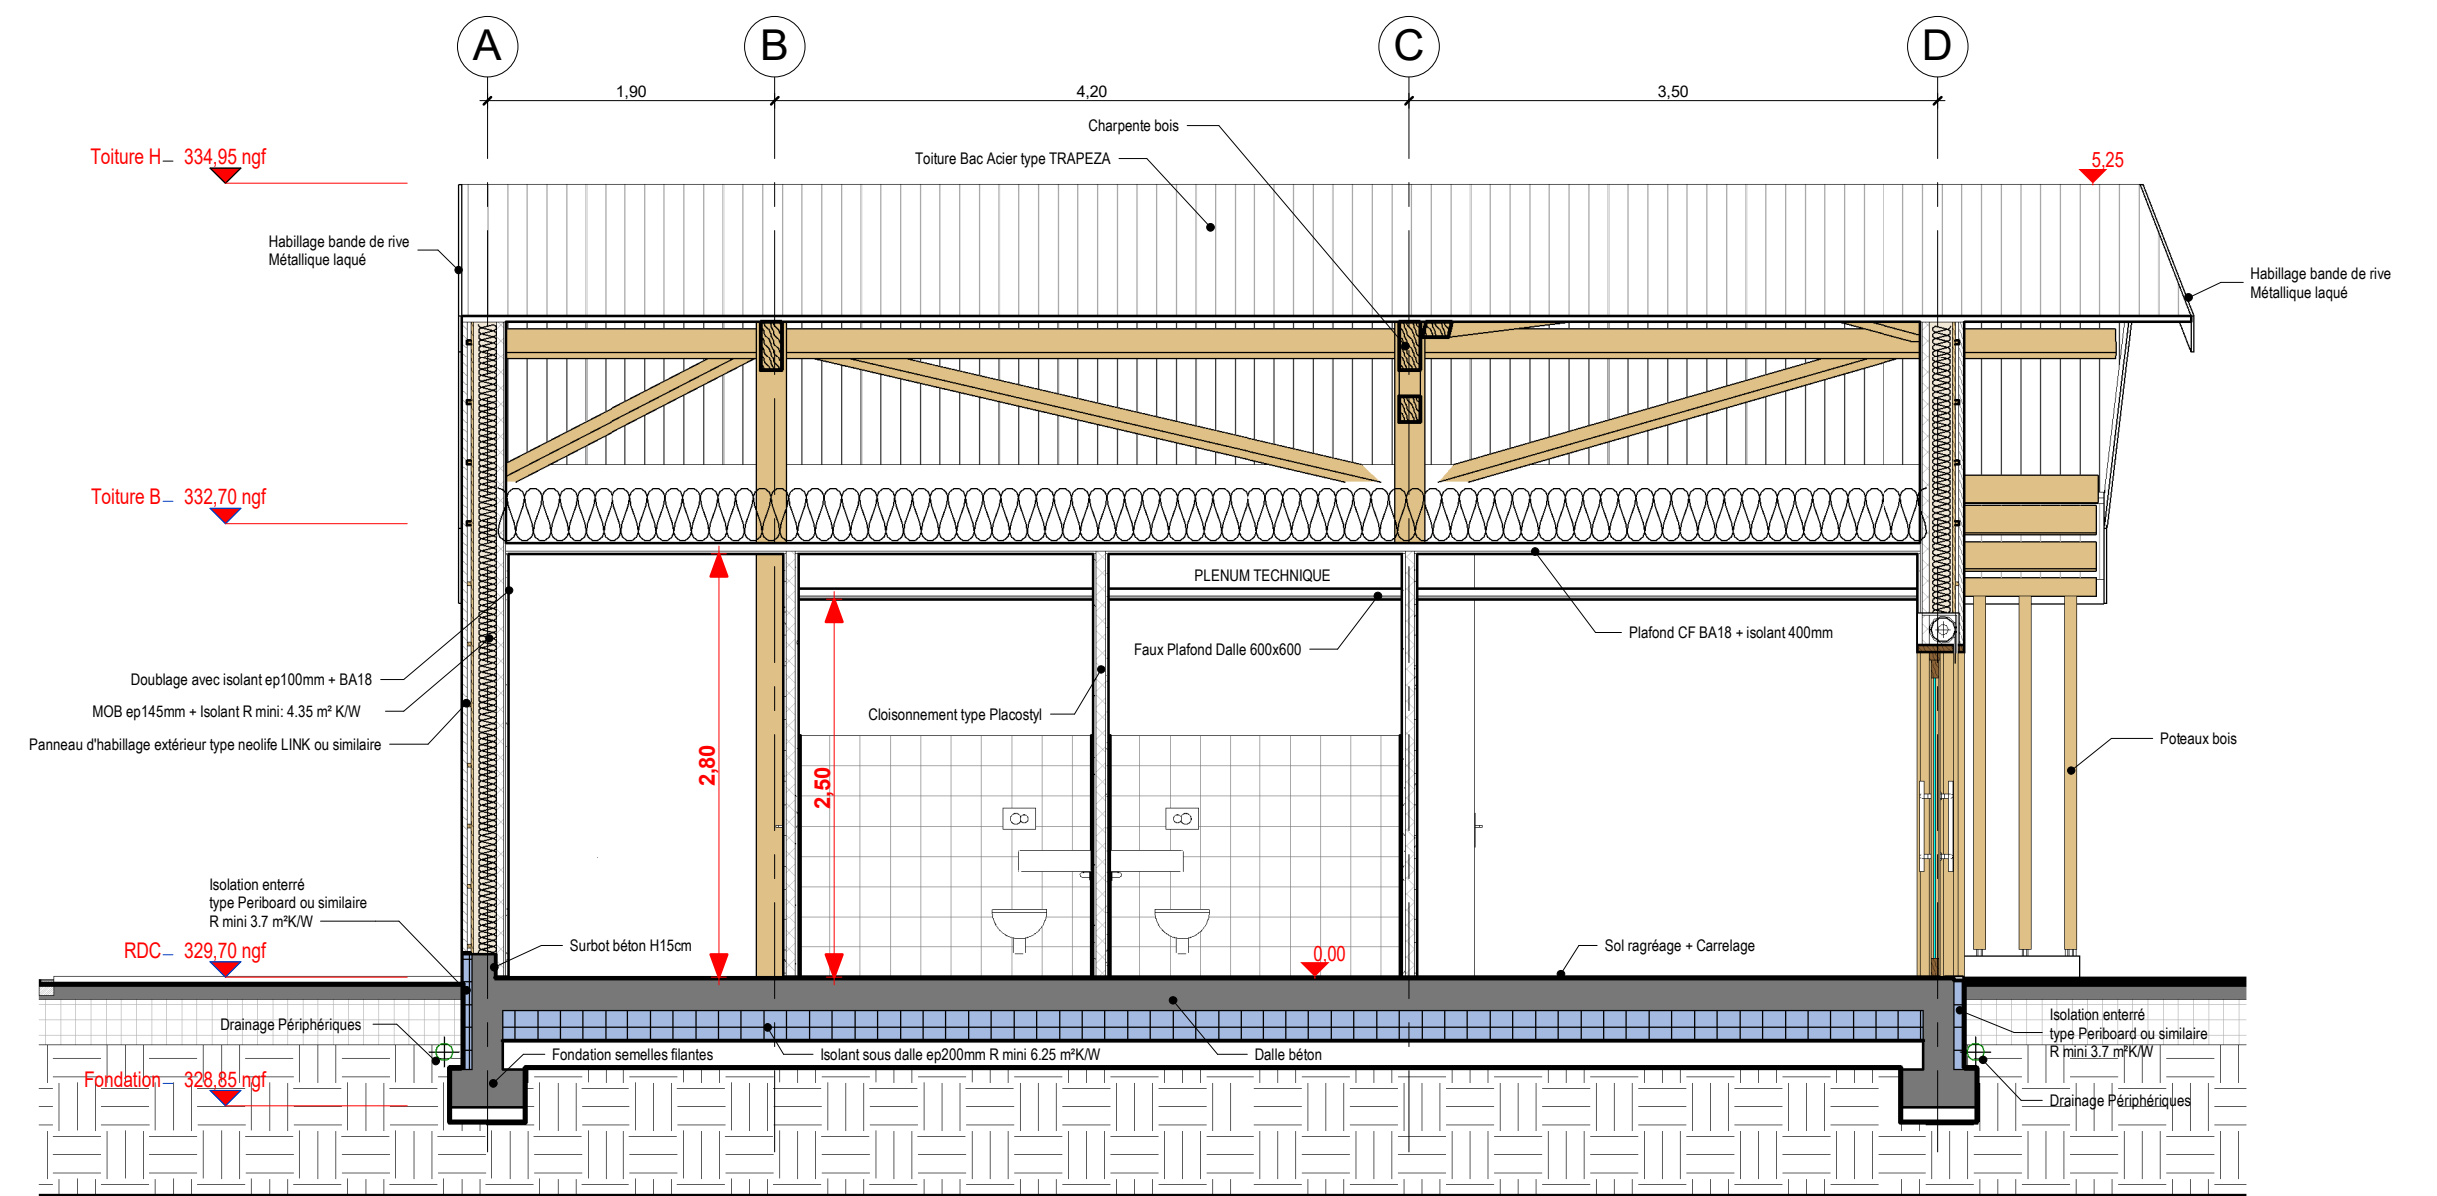 A
B
C
D
1,90
4,20
3,50
Charpente bois
Toiture Bac Acier type TRAPEZA
Toiture H 334,95 ngf
5,25
Habillage bande de rive
Métallique laqué
Habillage bande de rive
Métallique laqué
Toiture B 332,70 ngf
PLENUM TECHNIQUE
Plafond CF BA18 + isolant 400mm
Faux Plafond Dalle 600x600
Doublage avec isolant ep100mm + BA18
MOB ep145mm + Isolant R mini: 4.35 m² K/W
Cloisonnement type Placostyl
Panneau d'habillage extérieur type neolife LINK ou similaire
Poteaux bois
2,80
2,50
Isolation enterré
type Periboard ou similaire
R mini 3.7 m²K/W
Surbot béton H15cm
Sol ragréage + Carrelage
RDC 329,70 ngf
0,00
Isolation enterré
type Periboard ou similaire
R mini 3.7 m²K/W
Drainage Périphériques
Fondation semelles filantes
Isolant sous dalle ep200mm R mini 6.25 m²K/W
Dalle béton
Fondation 328,85 ngf
Drainage Périphériques